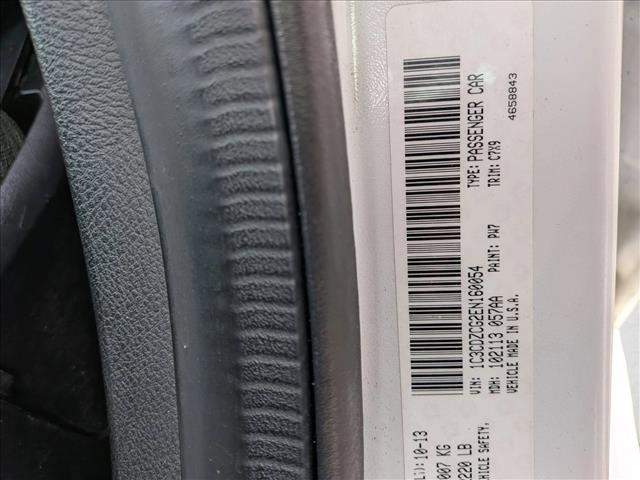 L:): 10-13
007 KG
220 LB
HICLE SAFETY,
VIN: 1C3CDZCG2EN160054
TYPE: PASSENGER CAR
MDH: 102113 057AA
PAINT: PW7
TRIM: C7X9
VEHICLE MADE IN U.S.A.
4658843